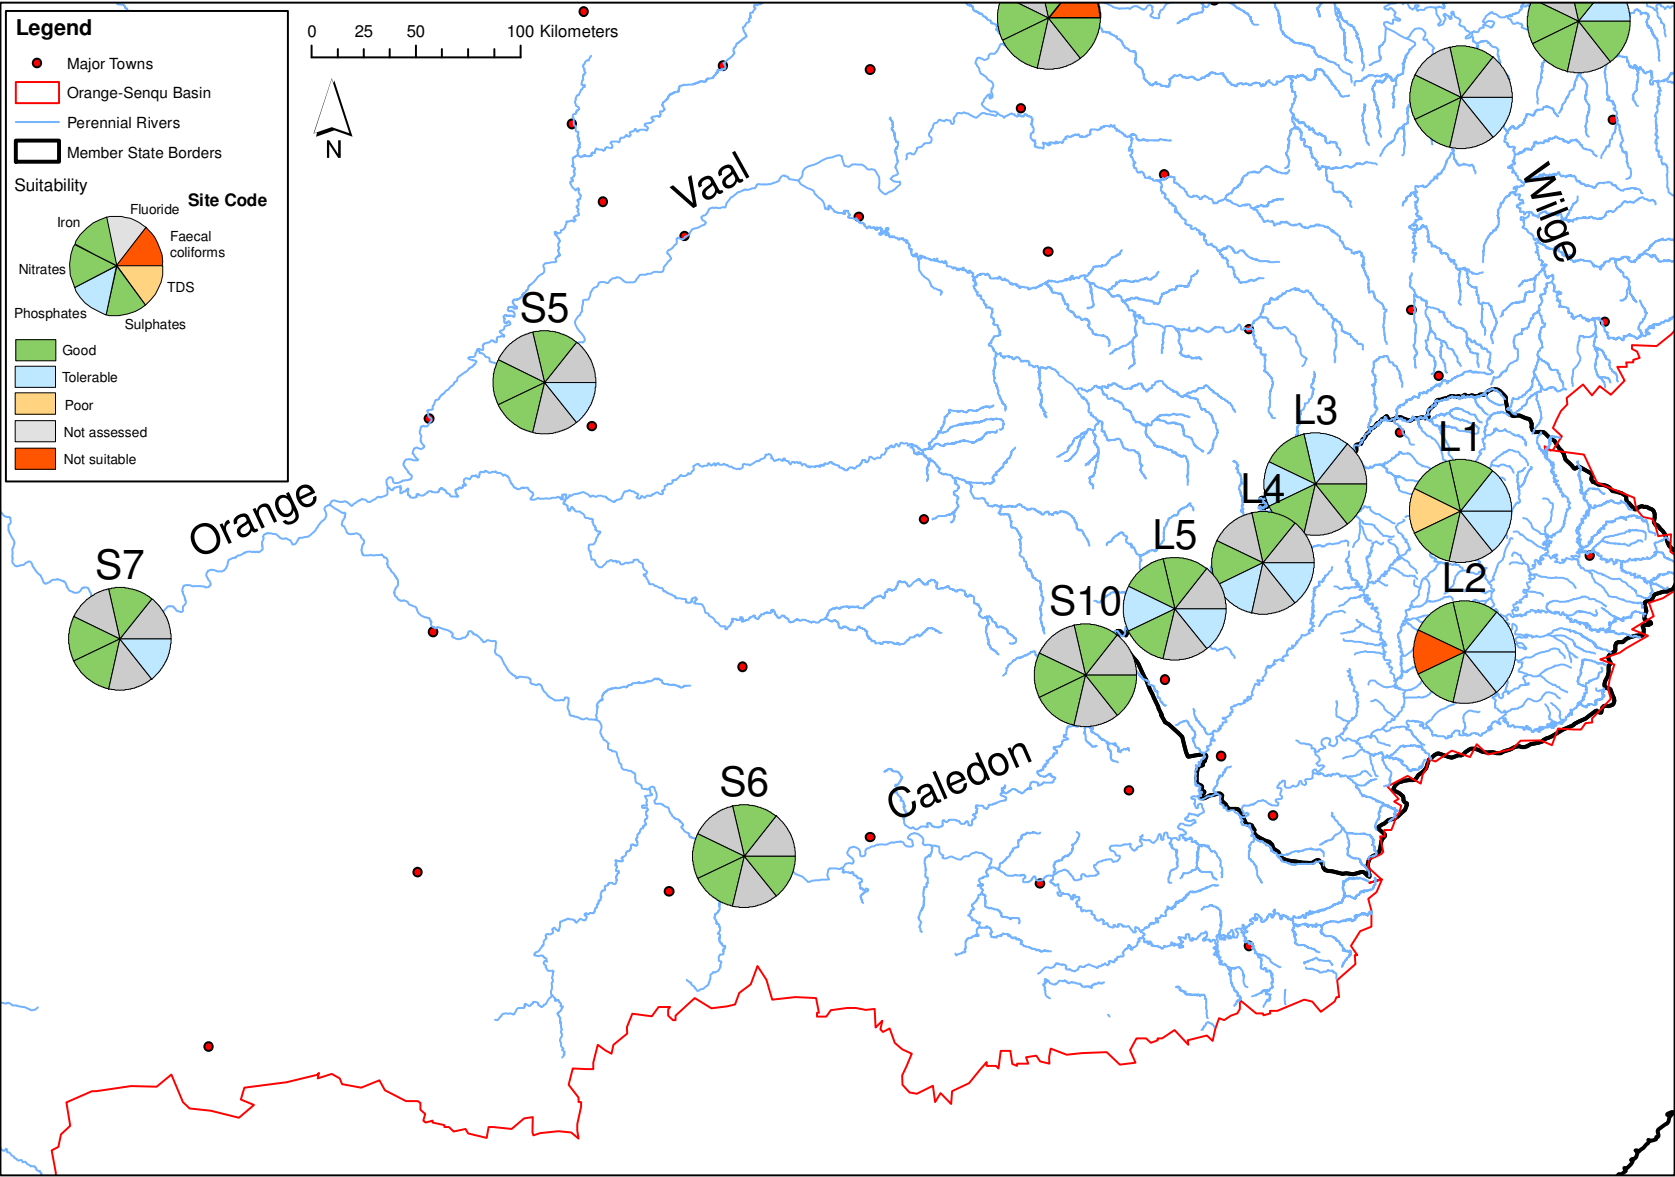 Legend
Major Towns
Orange-Senqu Basin
Perennial Rivers
Member State Borders
Suitability
Site Code
Fluoride
Iron
Faecal
coliforms
Nitrates
TDS
Phosphates
Sulphates
Good
Tolerable
Poor
Not assessed
Not suitable
0 25 50 100 Kilometers
N
Vaal
Wilge
S5
L3
L1
L4
Orange
L5
S7
L2
S10
Caledon
S6